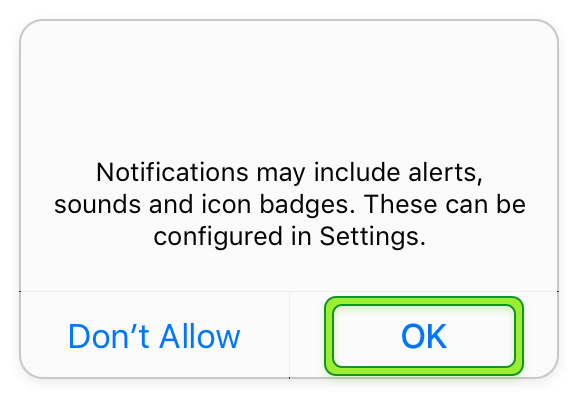 Notifications may include alerts,
sounds and icon badges. These can be
configured in Settings.
Don’t Allow
OK